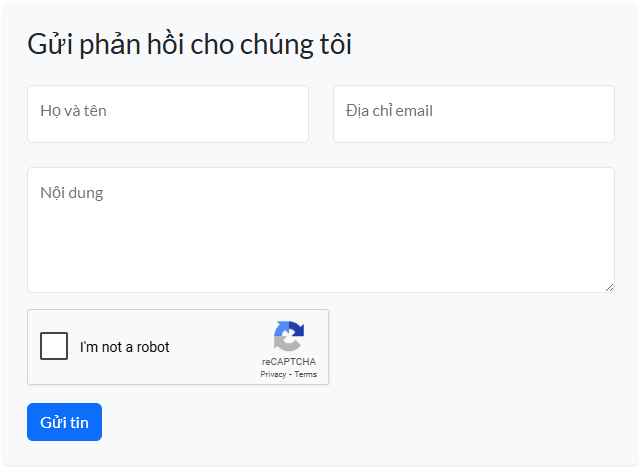 Gửi phản hồi cho chúng tôi
Họ và tên
Địa chỉ email
Nội dung
I'm not a robot
reCAPTCHA
Privacy - Terms
Gửi tin